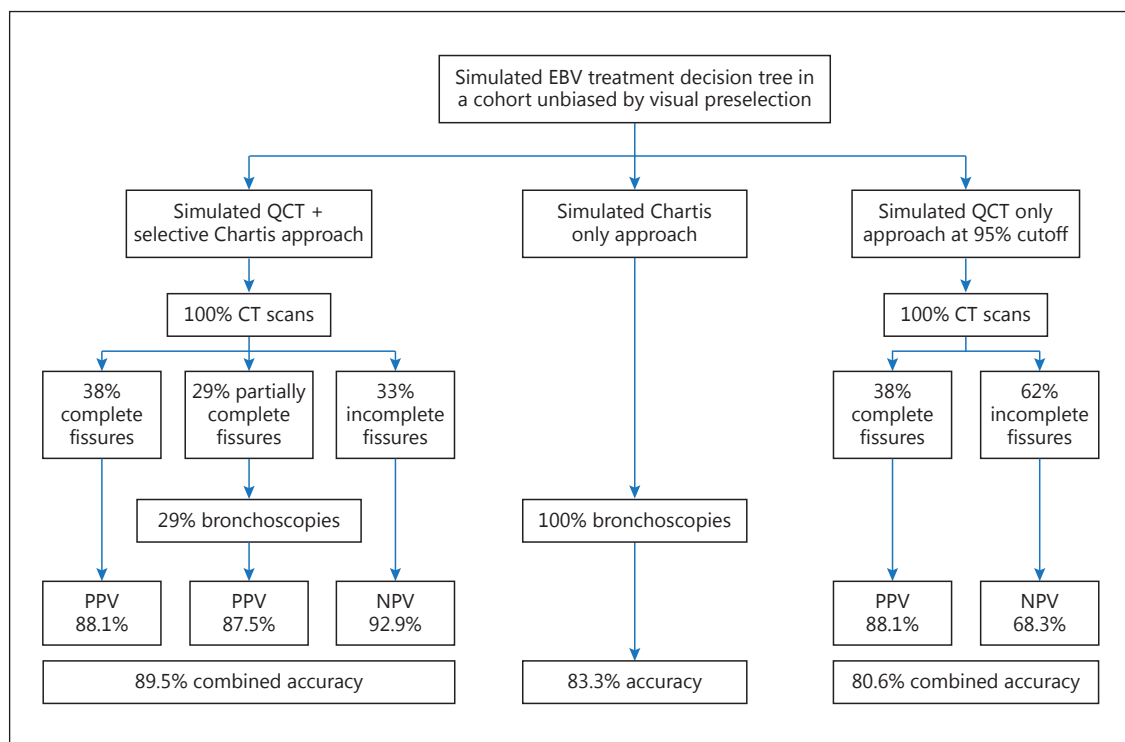 Simulated EBV treatment decision tree in
a cohort unbiased by visual preselection
Simulated QCT +
selective Chartis approach
Simulated Chartis
only approach
Simulated QCT only
approach at 95% cutoff
100% CT scans
100% CT scans
38%
complete
fissures
29% partially
complete
fissures
33%
incomplete
fissures
38%
complete
fissures
62%
incomplete
fissures
29% bronchoscopies
100% bronchoscopies
PPV
88.1%
PPV
87.5%
NPV
92.9%
PPV
88.1%
NPV
68.3%
89.5% combined accuracy
83.3% accuracy
80.6% combined accuracy